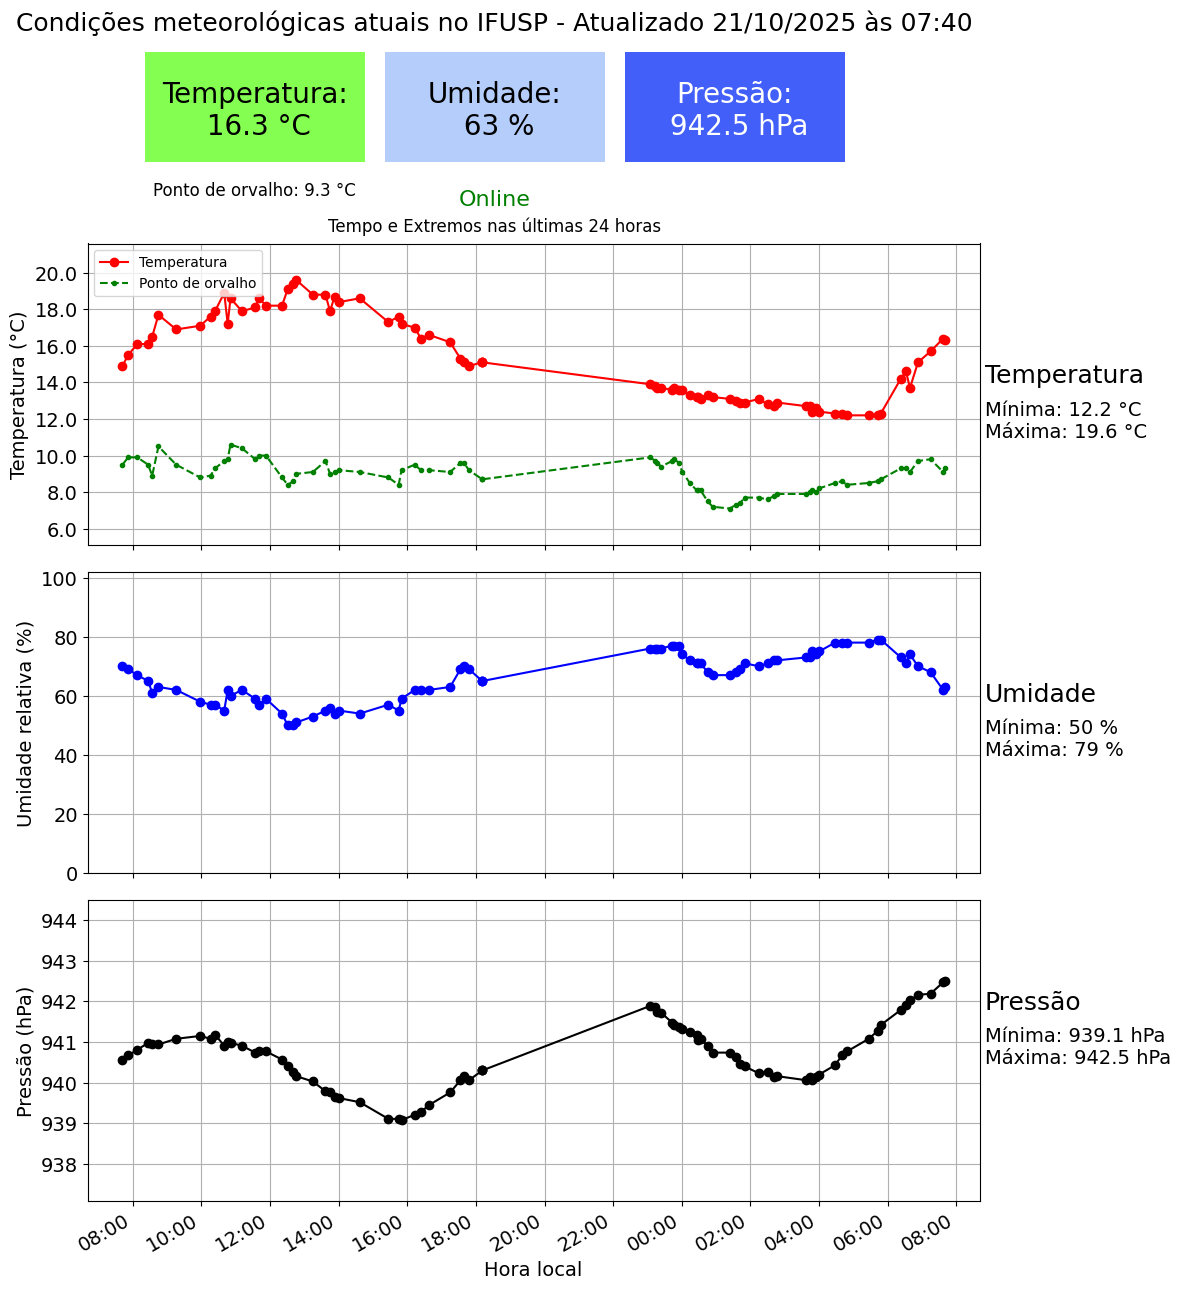 Condições meteorológicas atuais no IFUSP - Atualizado 21/10/2025 às 07:40
Temperatura:
16.3 °C
Umidade:
63 %
Pressão:
942.5 hPa
Ponto de orvalho: 9.3 °C
Online
Tempo e Extremos nas últimas 24 horas
Temperatura
Ponto de orvalho
Temperatura (°C)
20.0
18.0
16.0
14.0
12.0
10.0
8.0
6.0
Temperatura
Mínima: 12.2 °C
Máxima: 19.6 °C
Umidade relativa (%)
100
80
60
40
20
0
Umidade
Mínima: 50 %
Máxima: 79 %
Pressão (hPa)
944
943
942
941
940
939
938
Pressão
Mínima: 939.1 hPa
Máxima: 942.5 hPa
08:00 10:00 12:00 14:00 16:00 18:00 20:00 22:00 00:00 02:00 04:00 06:00 08:00
Hora local